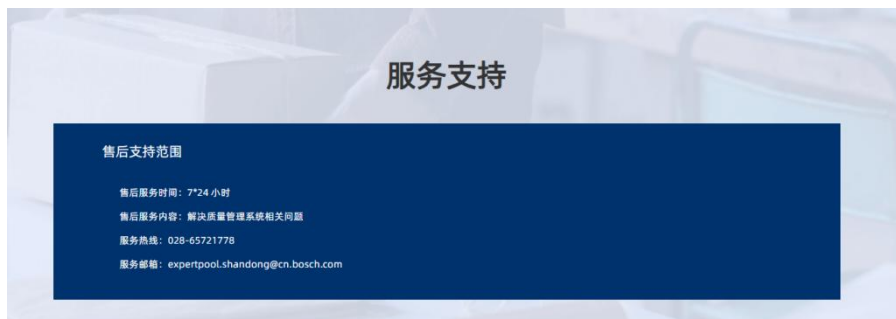 服务支持
售后支持范围
售后服务时间：7*24 小时
售后服务内容：解决质量管理系统相关问题
服务热线：028-65721778
服务邮箱：expertpool.shandong@cn.bosch.com